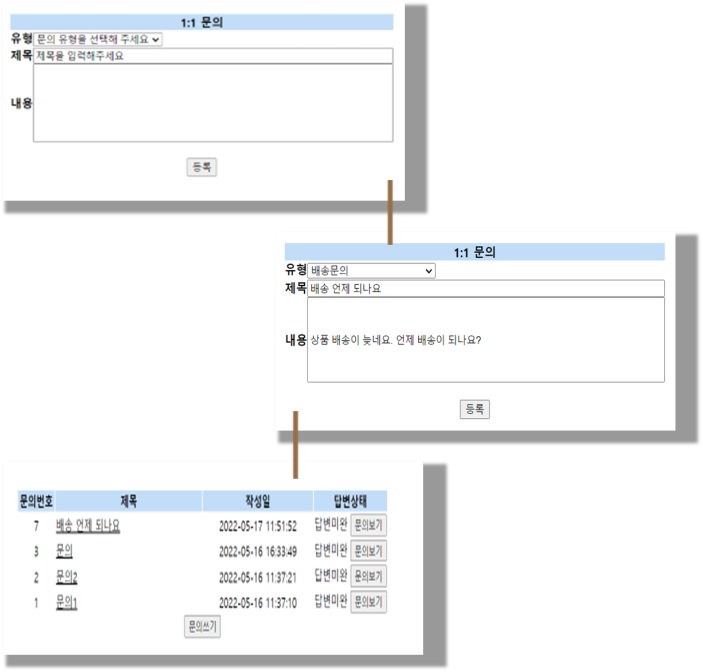 1:1 문의
유형 문의 유형을 선택해 주세요
제목 제목을 입력해주세요
내용
등록
1:1 문의
유형 배송문의
제목 배송 언제 되나요
내용 상품 배송이 늦네요. 언제 배송이 되나요?
등록
문의번호 제목 작성일 답변상태
7 배송 언제 되나요 2022-05-17 11:51:52 답변미완 문의보기
3 문의 2022-05-16 16:33:49 답변미완 문의보기
2 문의2 2022-05-16 11:37:21 답변미완 문의보기
1 문의1 2022-05-16 11:37:10 답변미완 문의보기
문의쓰기